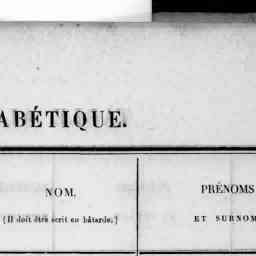 ABÉTIQUE.
NOM.
(Il doit être écrit en bâtarde.)
PRÉNOMS
ET SURNOM